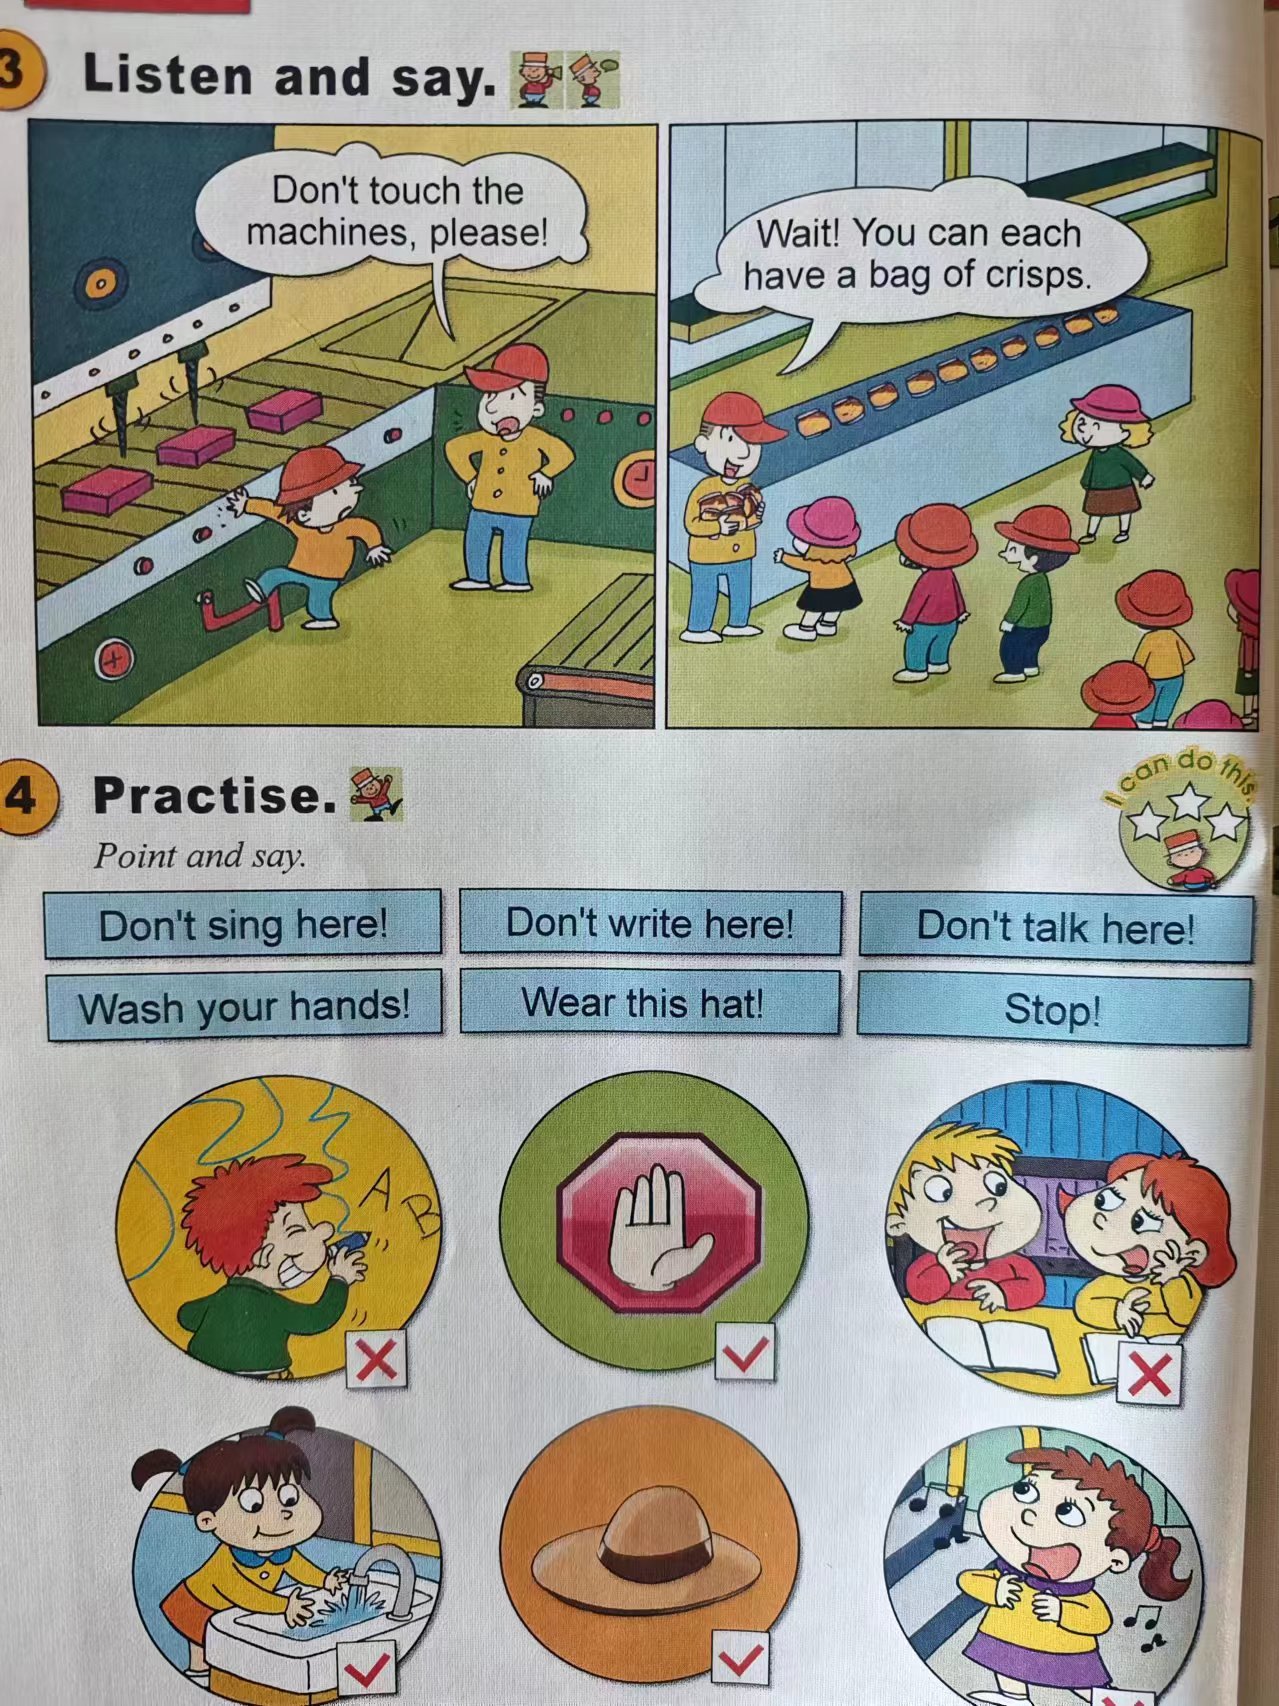 3 Listen and say.
Don't touch the
machines, please!
Wait! You can each
have a bag of crisps.
4 Practise.
I can do this.
Point and say.
Don't sing here!
Don't write here!
Don't talk here!
Wash your hands!
Wear this hat!
Stop!
A B